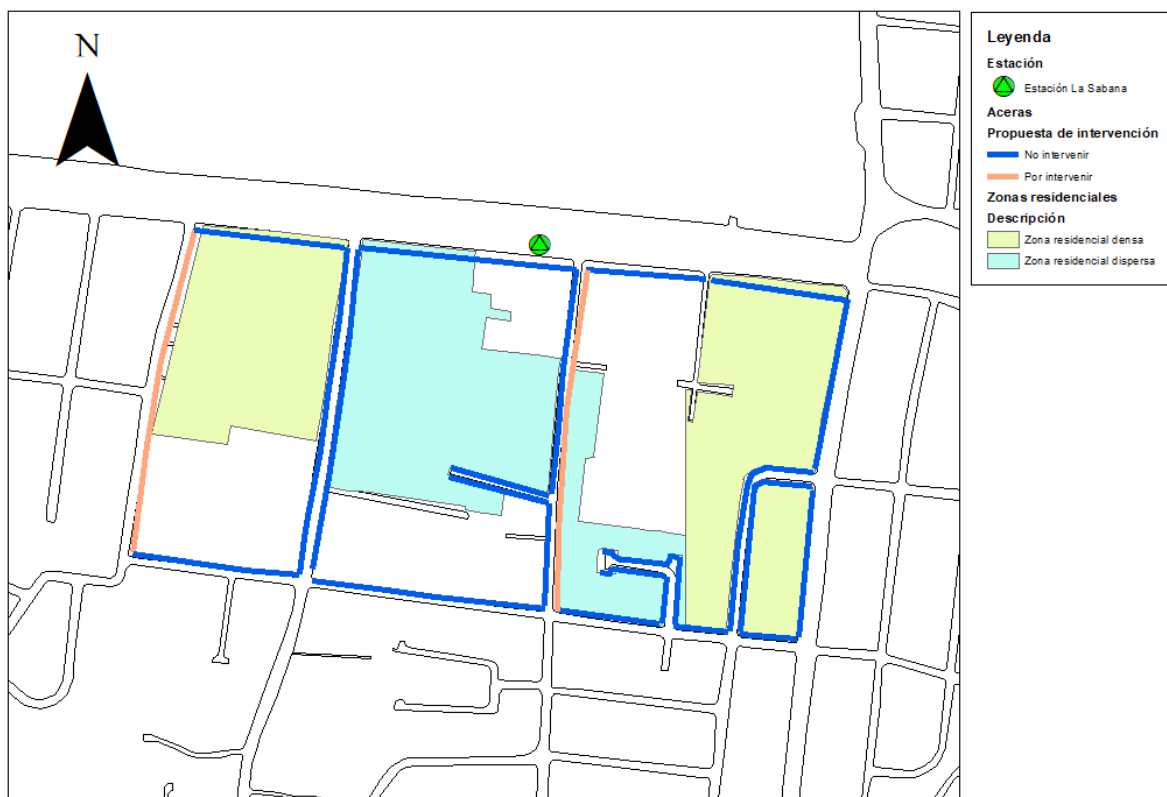 N
Leyenda
Estación
Estación La Sabana
Aceras
Propuesta de intervención
No intervenir
Por intervenir
Zonas residenciales
Descripción
Zona residencial densa
Zona residencial dispersa